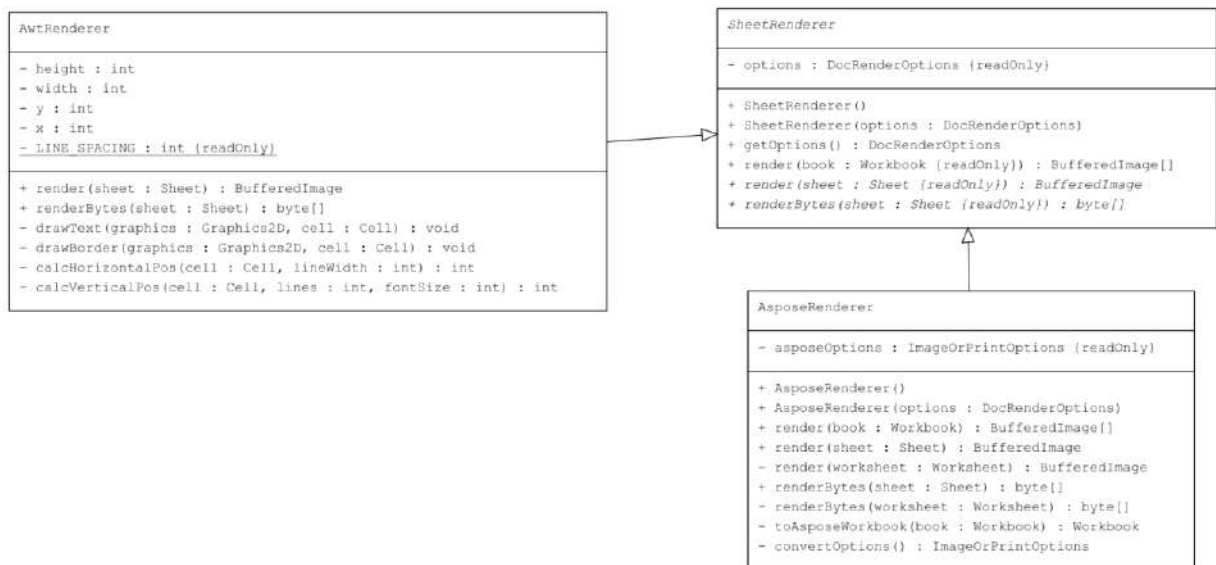 AwtRenderer
- height : int
- width : int
- y : int
- x : int
- LINE_SPACING : int {readOnly}
+ render(sheet : Sheet) : BufferedImage
+ renderBytes(sheet : Sheet) : byte[]
- drawText(graphics : Graphics2D, cell : Cell) : void
- drawBorder(graphics : Graphics2D, cell : Cell) : void
- calcHorizontalPos(cell : Cell, lineWidth : int) : int
- calcVerticalPos(cell : Cell, lines : int, fontSize : int) : int
SheetRenderer
- options : DocRenderOptions {readOnly}
+ SheetRenderer()
+ SheetRenderer(options : DocRenderOptions)
+ getOptions() : DocRenderOptions
+ render(book : Workbook {readOnly}) : BufferedImage[]
+ render(sheet : Sheet {readOnly}) : BufferedImage
+ renderBytes(sheet : Sheet {readOnly}) : byte[]
AsposeRenderer
- asposeOptions : ImageOrPrintOptions {readOnly}
+ AsposeRenderer()
+ AsposeRenderer(options : DocRenderOptions)
+ render(book : Workbook) : BufferedImage[]
+ render(sheet : Sheet) : BufferedImage
- render(worksheet : Worksheet) : BufferedImage
+ renderBytes(sheet : Sheet) : byte[]
- renderBytes(worksheet : Worksheet) : byte[]
- toAsposeWorkbook(book : Workbook) : Workbook
- convertOptions() : ImageOrPrintOptions